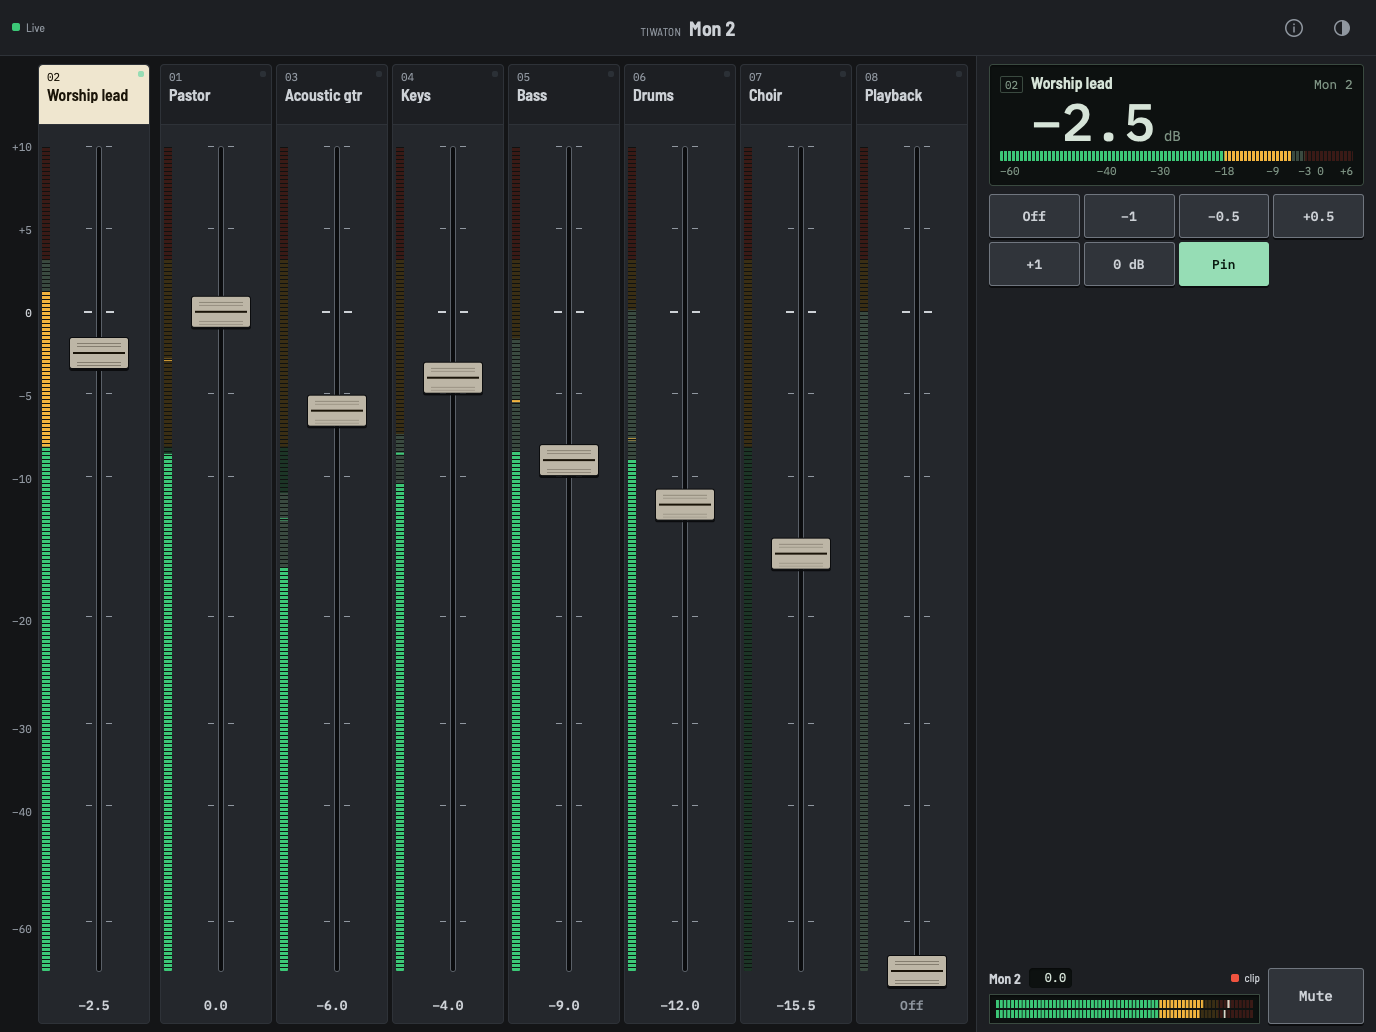 Live
TIWATON Mon 2
02
Worship lead
01
Pastor
03
Acoustic gtr
04
Keys
05
Bass
06
Drums
07
Choir
08
Playback
+10
+5
0
−5
−10
−20
−30
−40
−60
−2.5
0.0
−6.0
−4.0
−9.0
−12.0
−15.5
Off
02 Worship lead Mon 2
−2.5 dB
−60 −40 −30 −18 −9 −3 0 +6
Off −1 −0.5 +0.5
+1 0 dB Pin
Mon 2 0.0 clip
Mute